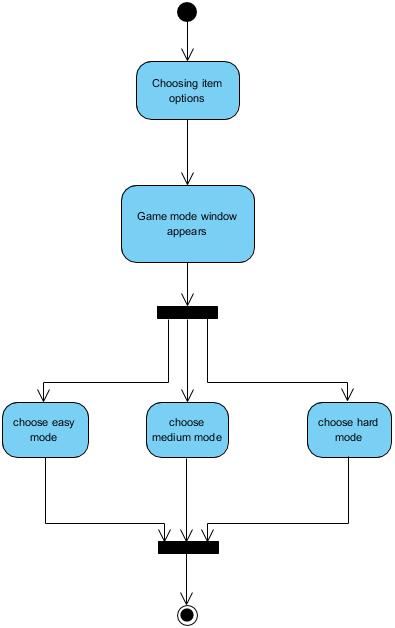 Choosing item
options
Game mode window
appears
choose easy
mode
choose
medium mode
choose hard
mode